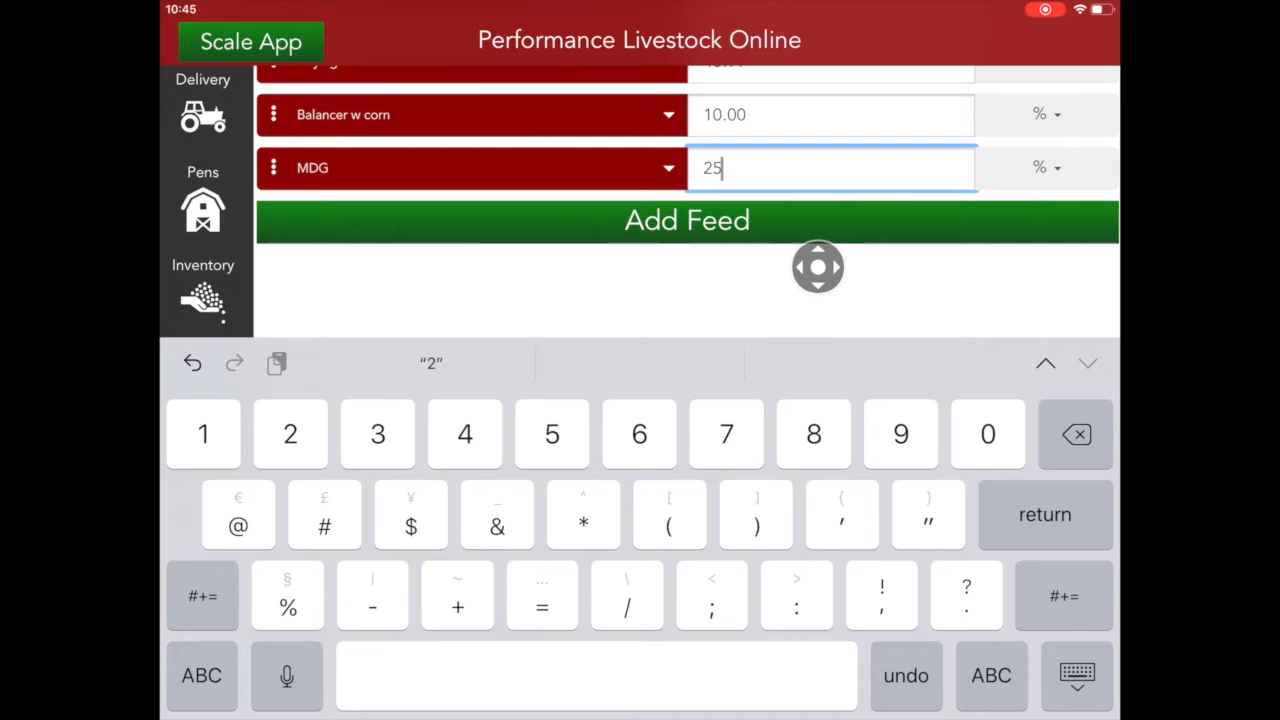 10:45
Scale App
Performance Livestock Online
Delivery
Balancer w corn
10.00
% 
MDG
25
% 
Pens
Add Feed
Inventory
“2”
1 2 3 4 5 6 7 8 9 0
€ £ ¥ _ ^ [ ] { }
@ # $ & * ( ) ' "
return
§ | ~ … \ < > ! ?
#+= % - + = / ; : , . #+=
ABC
undo
ABC